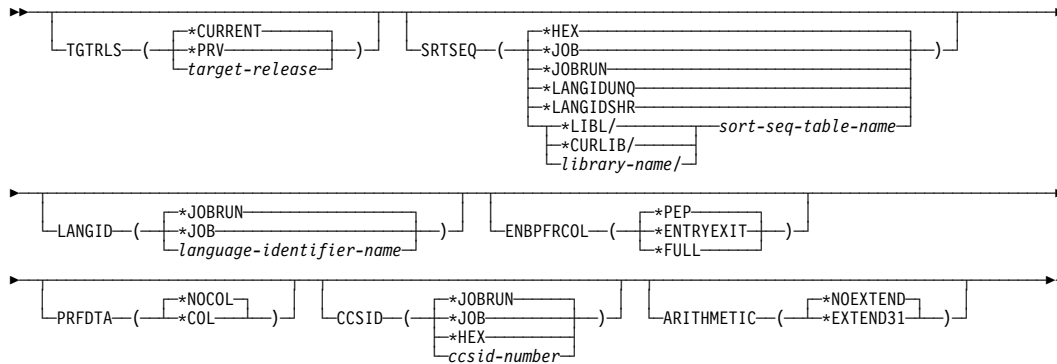 *CURRENT *HEX
TGTRLS ( *PRV ) SRTSEQ ( *JOB )
target-release *JOBRUN
*LANGIDUNQ
*LANGIDSHR
*LIBL/ sort-seq-table-name
*CURLIB/
library-name/
*JOBRUN *PEP
LANGID ( *JOB ) ENBPFRCOL ( *ENTRYEXIT )
language-identifier-name *FULL
*NOCOL *JOBRUN *NOEXTEND
PRFDTA ( *COL ) CCSID ( *JOB ) ARITHMETIC ( *EXTEND31 )
*HEX
ccsid-number